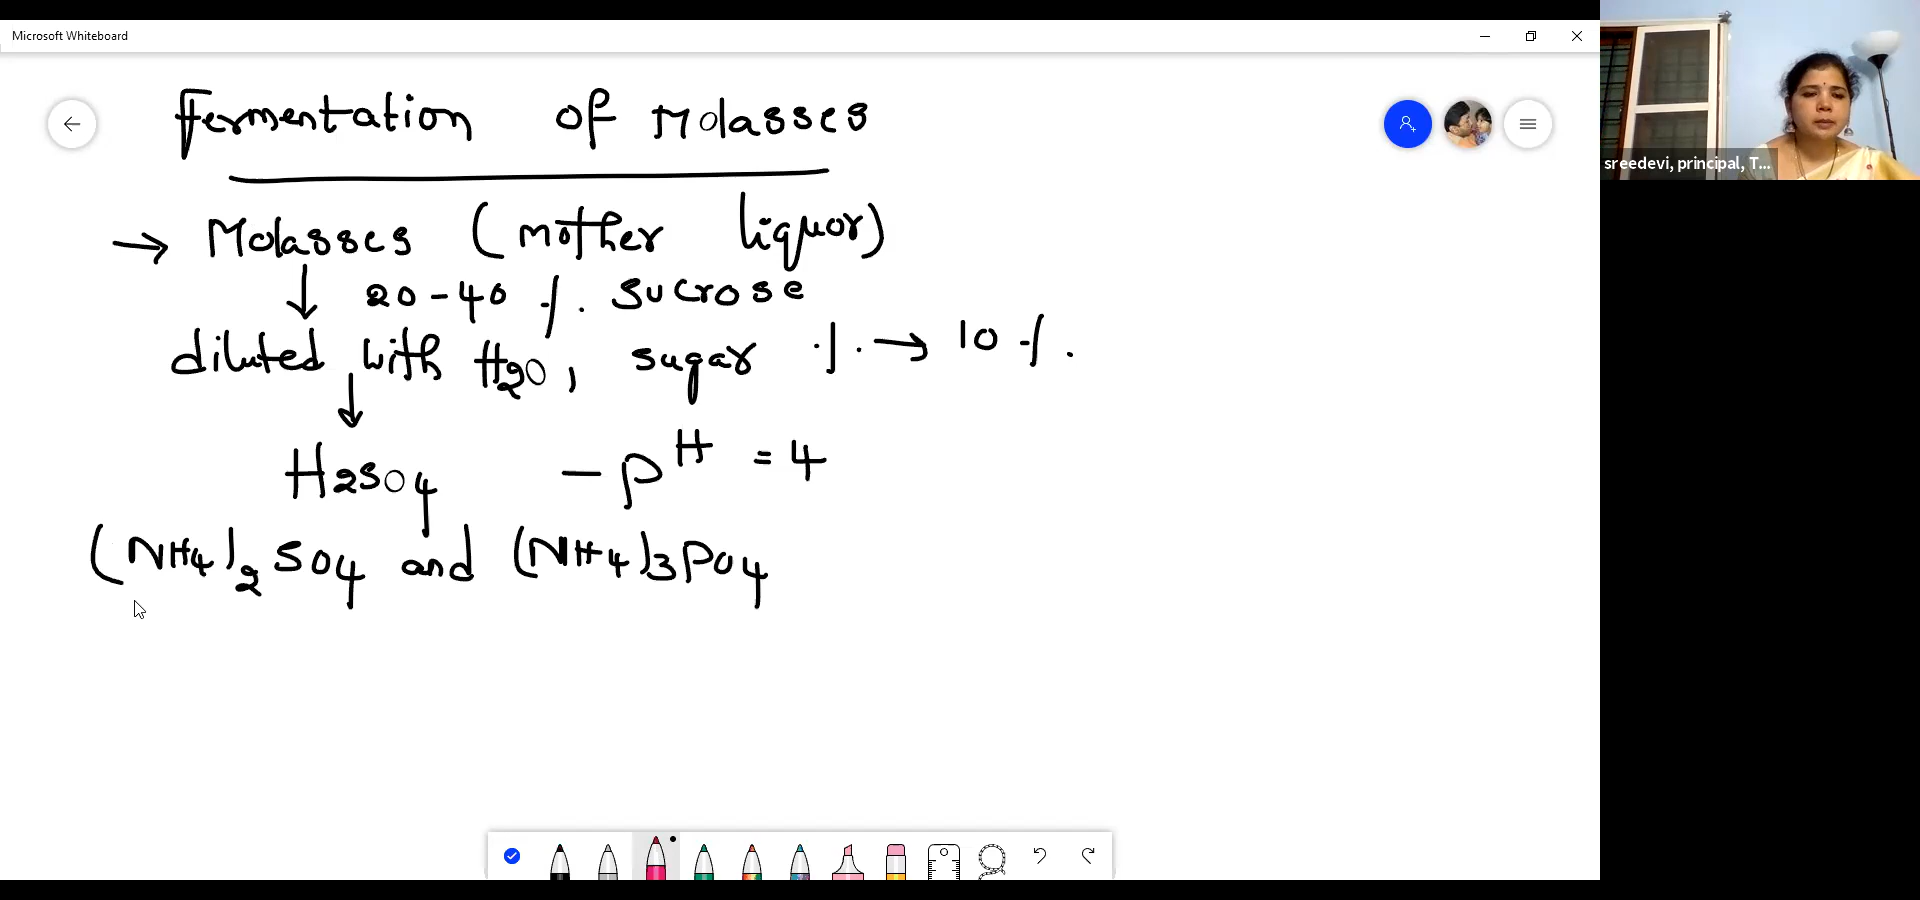 Microsoft Whiteboard
sreedevi, principal, T...
Fermentation of Molasses
→ Molasses (mother liquor)
↓ 20-40 %. sucrose
diluted with H2O, sugar %. → 10 %.
↓
H2SO4 - pH = 4
(NH4)2SO4 and (NH4)3PO4